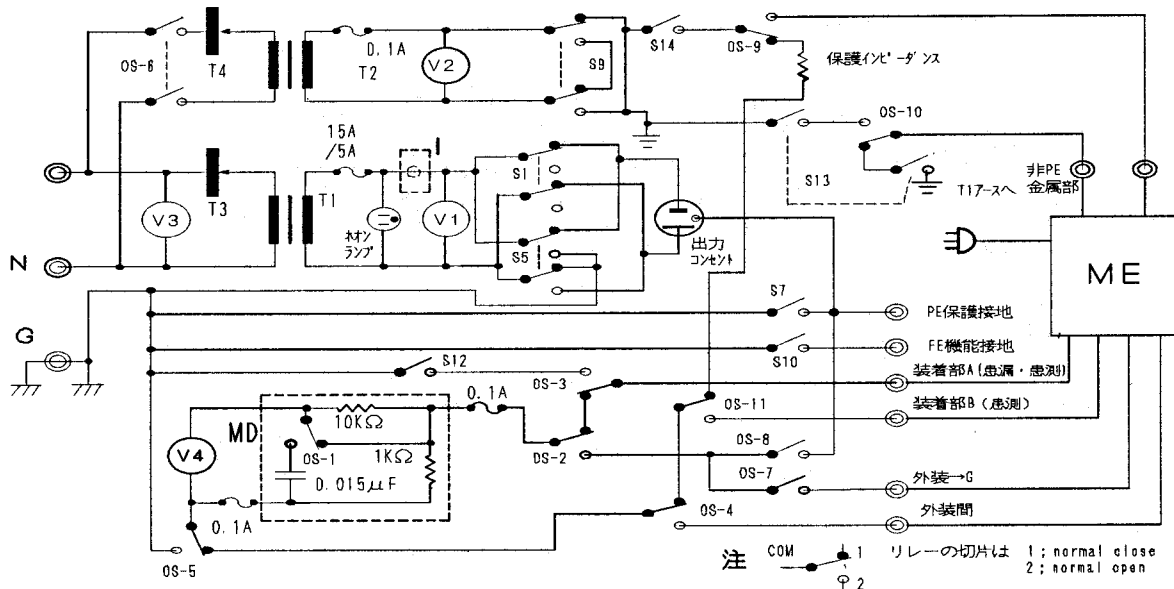 OS-6
T4
0.1A
T2
V2
S9
S14
OS-9
保護インピーダンス
OS-10
15A
/5A
I
S1
S13
T1アースへ
非PE
金属部
T3
T1
V3
ネオン
ランプ
V1
S5
出力
コンセント
ME
N
G
S7
PE保護接地
S10
FE機能接地
S12
OS-3
装着部A(患漏・患測)
0.1A
OS-11
装着部B(患測)
MD
10KΩ
OS-1
1KΩ
OS-2
OS-8
V4
0.015μF
OS-7
外装→G
0.1A
OS-4
外装間
OS-5
注 COM 1 2 リレーの切片は 1;normal close
2;normal open